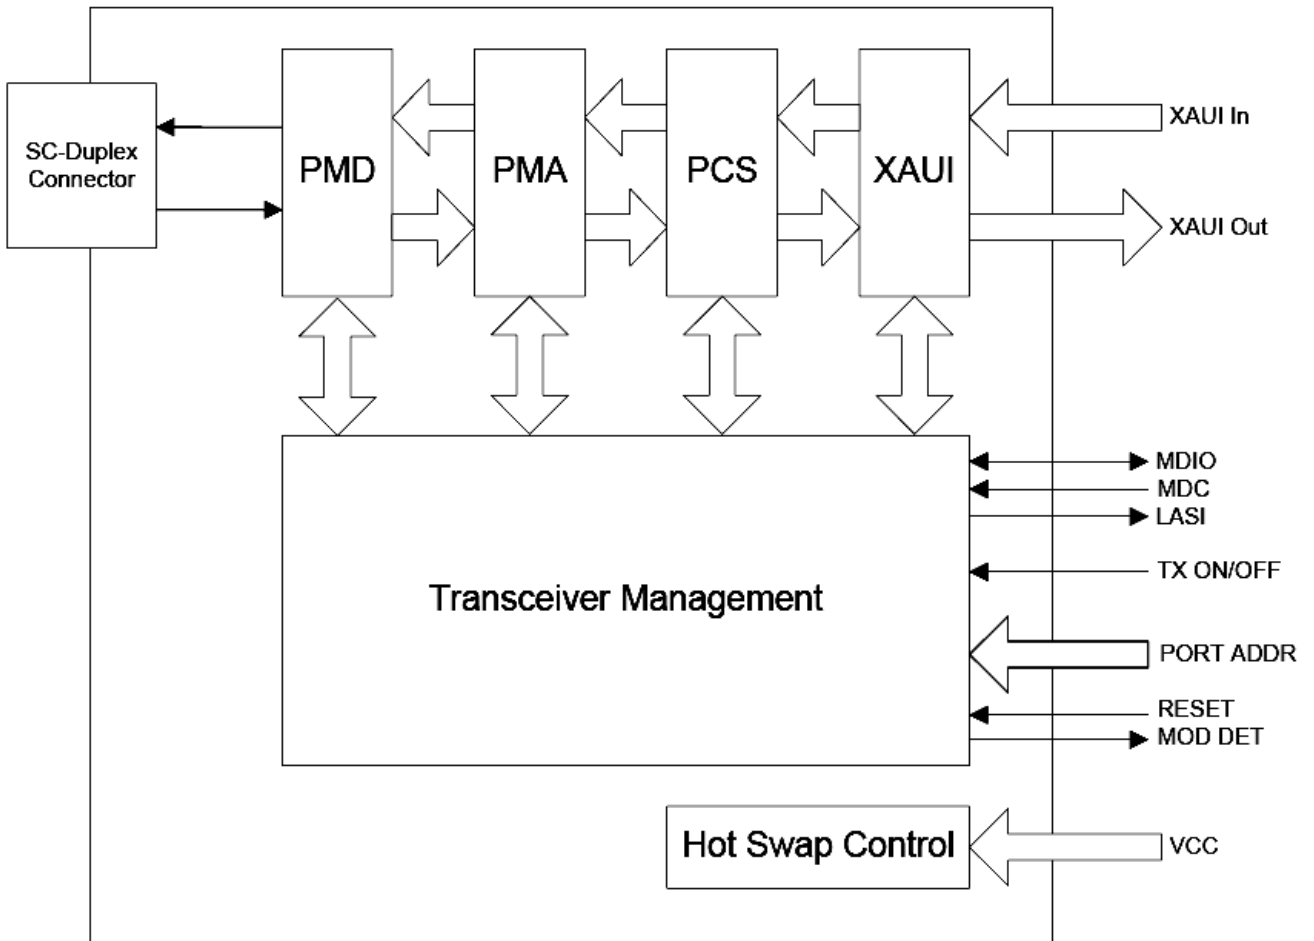 XAUI In
SC-Duplex
Connector
PMD
PMA
PCS
XAUI
XAUI Out
MDIO
MDC
LASI
TX ON/OFF
Transceiver Management
PORT ADDR
RESET
MOD DET
Hot Swap Control
VCC